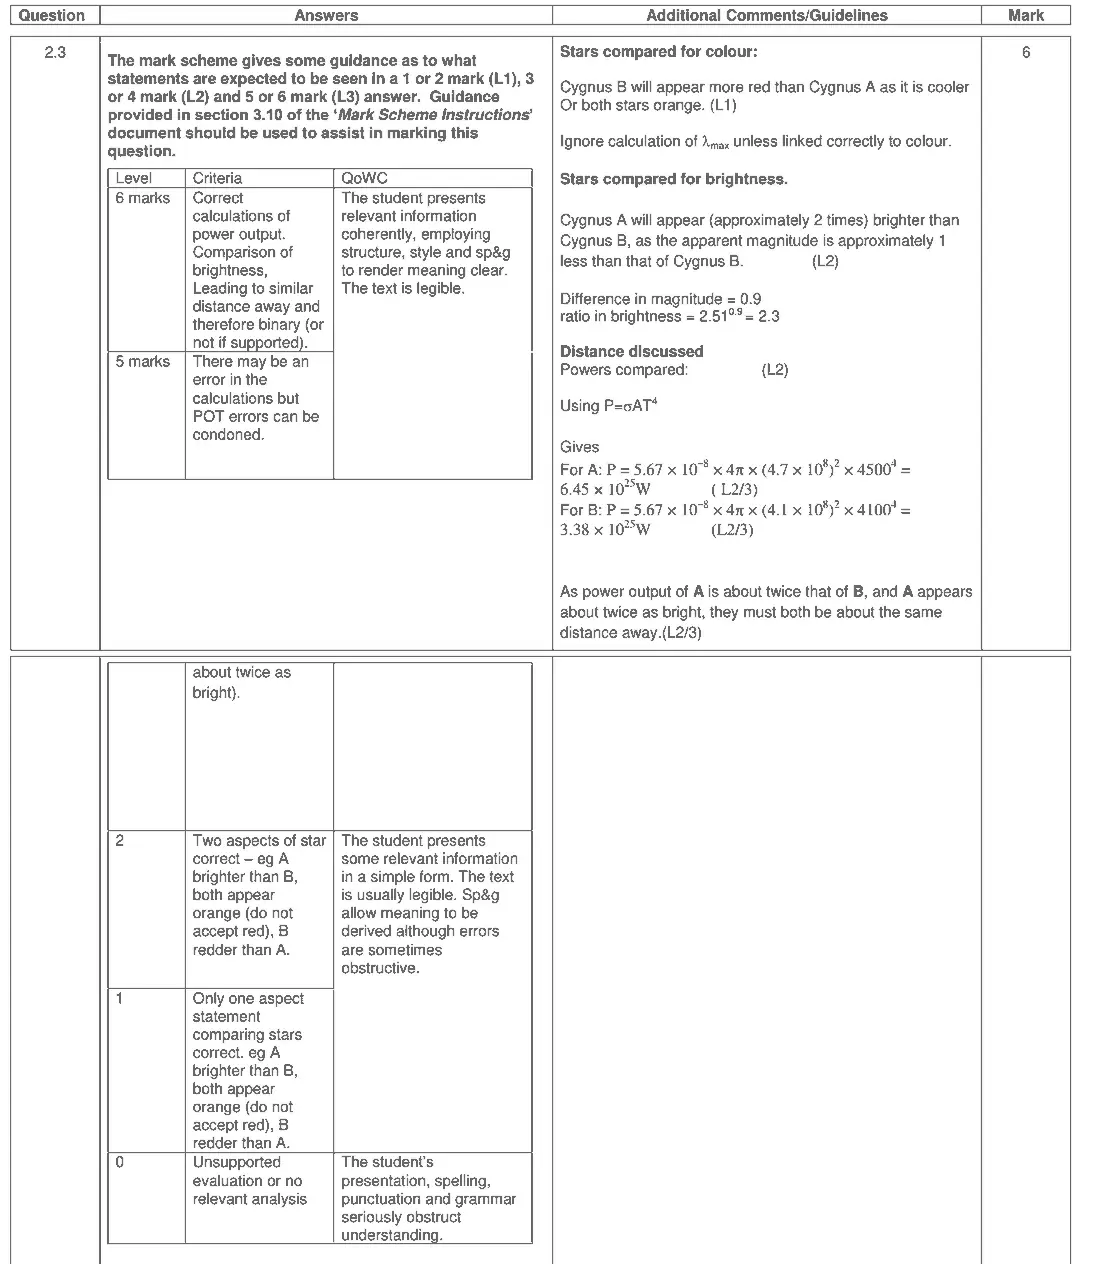 Question Answers Additional Comments/Guidelines Mark
2.3
The mark scheme gives some guidance as to what
statements are expected to be seen in a 1 or 2 mark (L1), 3
or 4 mark (L2) and 5 or 6 mark (L3) answer. Guidance
provided in section 3.10 of the ‘Mark Scheme Instructions’
document should be used to assist in marking this
question.
Level Criteria QoWC
6 marks
Correct
calculations of
power output.
Comparison of
brightness,
Leading to similar
distance away and
therefore binary (or
not if supported).
The student presents
relevant information
coherently, employing
structure, style and sp&g
to render meaning clear.
The text is legible.
5 marks
There may be an
error in the
calculations but
POT errors can be
condoned.
Stars compared for colour:
Cygnus B will appear more red than Cygnus A as it is cooler
Or both stars orange. (L1)
Ignore calculation of λmax unless linked correctly to colour.
Stars compared for brightness.
Cygnus A will appear (approximately 2 times) brighter than
Cygnus B, as the apparent magnitude is approximately 1
less than that of Cygnus B. (L2)
Difference in magnitude = 0.9
ratio in brightness = 2.51^0.9 = 2.3
Distance discussed
Powers compared: (L2)
Using P=σAT⁴
Gives
For A: P = 5.67 × 10⁻⁸ × 4π × (4.7 × 10⁸)² × 4500⁴ =
6.45 × 10²⁵W ( L2/3)
For B: P = 5.67 × 10⁻⁸ × 4π × (4.1 × 10⁸)² × 4100⁴ =
3.38 × 10²⁵W (L2/3)
As power output of A is about twice that of B, and A appears
about twice as bright, they must both be about the same
distance away.(L2/3)
6
about twice as
bright).
2
Two aspects of star
correct – eg A
brighter than B,
both appear
orange (do not
accept red), B
redder than A.
The student presents
some relevant information
in a simple form. The text
is usually legible. Sp&g
allow meaning to be
derived although errors
are sometimes
obstructive.
1
Only one aspect
statement
comparing stars
correct. eg A
brighter than B,
both appear
orange (do not
accept red), B
redder than A.
0
Unsupported
evaluation or no
relevant analysis
The student’s
presentation, spelling,
punctuation and grammar
seriously obstruct
understanding.